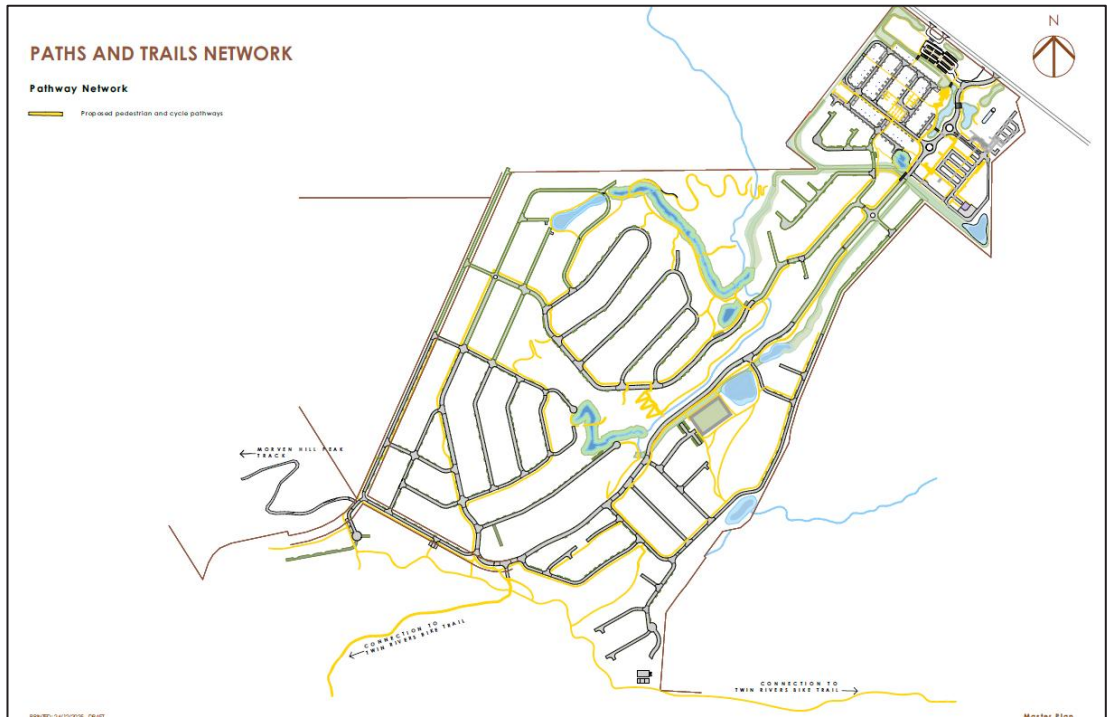 PATHS AND TRAILS NETWORK
N
Pathway Network
Proposed pedestrian and cycle pathways
MORVEN HILL PEAK
TRACK
CONNECTION TO
TWIN RIVERS BIKE TRAIL
CONNECTION TO
TWIN RIVERS BIKE TRAIL
Master Plan